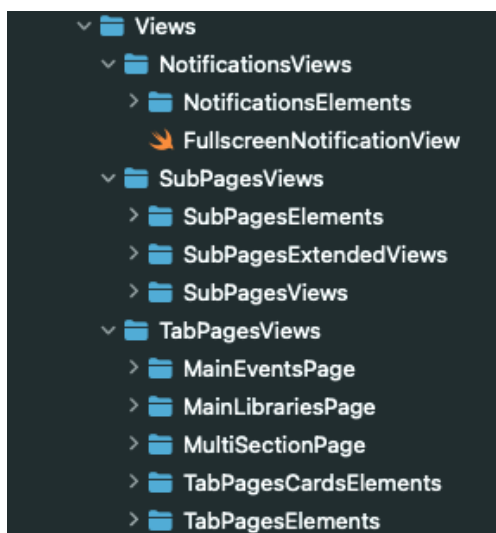 Views
NotificationsViews
NotificationsElements
FullscreenNotificationView
SubPagesViews
SubPagesElements
SubPagesExtendedViews
SubPagesViews
TabPagesViews
MainEventsPage
MainLibrariesPage
MultiSectionPage
TabPagesCardsElements
TabPagesElements